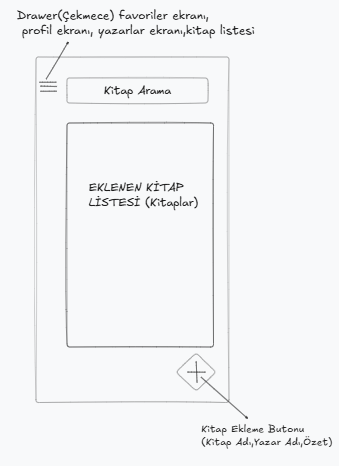 Drawer(Çekmece) favoriler ekranı,
profil ekranı, yazarlar ekranı,kitap listesi
Kitap Arama
EKLENEN KİTAP
LİSTESİ (Kitaplar)
Kitap Ekleme Butonu
(Kitap Adı,Yazar Adı,Özet)